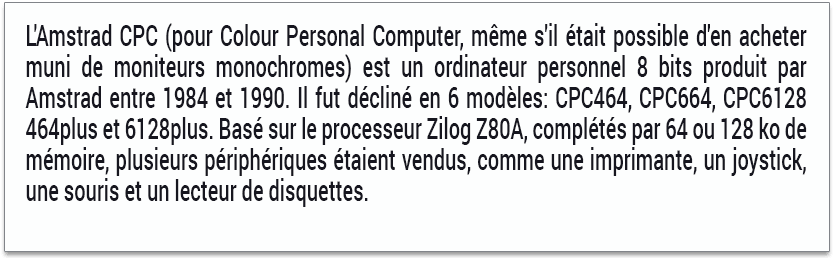 L'Amstrad CPC (pour Colour Personal Computer, même s'il était possible d'en acheter
muni de moniteurs monochromes) est un ordinateur personnel 8 bits produit par
Amstrad entre 1984 et 1990. Il fut décliné en 6 modèles: CPC464, CPC664, CPC6128
464plus et 6128plus. Basé sur le processeur Zilog Z80A, complétés par 64 ou 128 ko de
mémoire, plusieurs périphériques étaient vendus, comme une imprimante, un joystick,
une souris et un lecteur de disquettes.